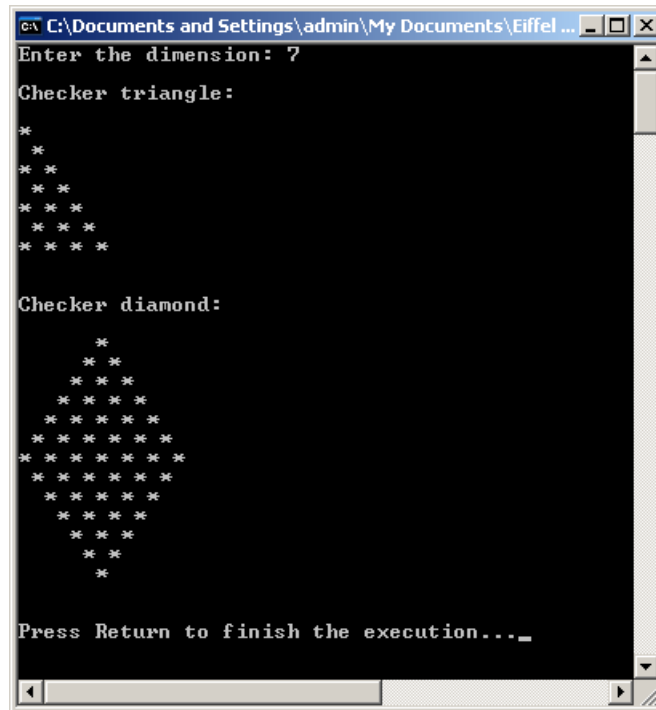 C:\Documents and Settings\admin\My Documents\Eiffel ...
Enter the dimension: 7
Checker triangle:
*
 *
* *
 * *
* * *
 * * *
* * * *
Checker diamond:
      *
     * *
    * * *
   * * * *
  * * * * *
 * * * * * *
* * * * * * *
 * * * * * *
  * * * * *
   * * * *
    * * *
     * *
      *
Press Return to finish the execution..._